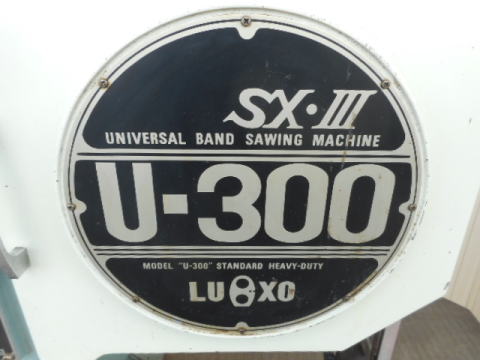 SX·III
UNIVERSAL BAND SAWING MACHINE
U-300
MODEL "U-300" STANDARD HEAVY-DUTY
LUXO